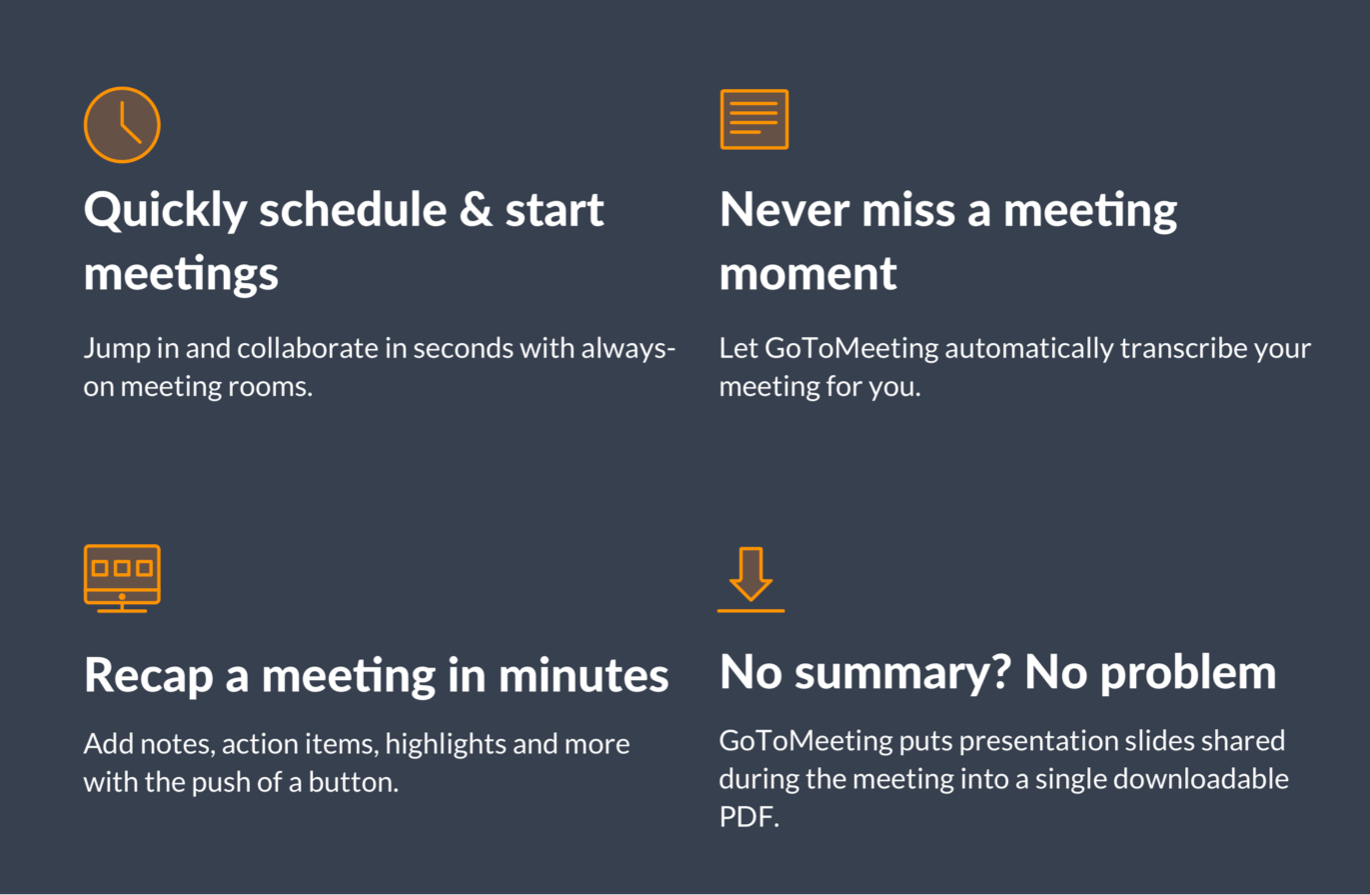 Quickly schedule & start
meetings
Jump in and collaborate in seconds with always-
on meeting rooms.
Never miss a meeting
moment
Let GoToMeeting automatically transcribe your
meeting for you.
Recap a meeting in minutes
Add notes, action items, highlights and more
with the push of a button.
No summary? No problem
GoToMeeting puts presentation slides shared
during the meeting into a single downloadable
PDF.